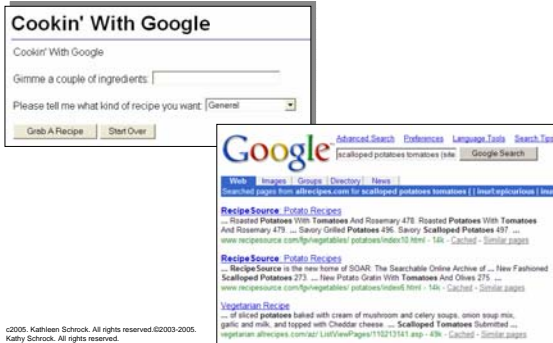 Cookin' With Google
Cookin' With Google
Gimme a couple of ingredients:
Please tell me what kind of recipe you want: General
Grab A Recipe Start Over
Google
Advanced Search Preferences Language Tools Search Tips
scalloped potatoes tomatoes (site: Google Search
Web Images Groups Directory News
Searched pages from allrecipes.com for scalloped potatoes tomatoes ( | inurl:epicurious | inur
RecipeSource: Potato Recipes
... Roasted Potatoes With Tomatoes And Rosemary 478. Roasted Potatoes With Tomatoes
And Rosemary 479. ... Savory Grilled Potatoes 496. Savory Scalloped Potatoes 497. ...
www.recipesource.com/fgv/vegetables/ potatoes/index10.html - 14k - Cached - Similar pages
RecipeSource: Potato Recipes
... RecipeSource is the new home of SOAR: The Searchable Online Archive of ... New Fashioned
Scalloped Potatoes 273. ... New Potato Gratin With Tomatoes And Olives 275. ...
www.recipesource.com/fgv/vegetables/ potatoes/index6.html - 14k - Cached - Similar pages
Vegetarian Recipe
... of sliced potatoes baked with cream of mushroom and celery soups, onion soup mix,
garlic and milk, and topped with Cheddar cheese. ... Scalloped Tomatoes Submitted ...
vegetarian.allrecipes.com/az/ ListViewPages/110213141.asp - 49k - Cached - Similar pages
c2005. Kathleen Schrock. All rights reserved.©2003-2005.
Kathy Schrock. All rights reserved.